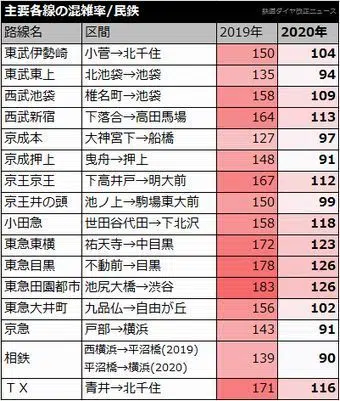 主要各線の混雑率/民鉄
鉄道ダイヤ改正ニュース
路線名 区間 2019年 2020年
東武伊勢崎 小菅→北千住 150 104
東武東上 北池袋→池袋 135 94
西武池袋 椎名町→池袋 158 109
西武新宿 下落合→高田馬場 164 113
京成本 大神宮下→船橋 127 97
京成押上 曳舟→押上 148 91
京王京王 下高井戸→明大前 167 112
京王井の頭 池ノ上→駒場東大前 150 99
小田急 世田谷代田→下北沢 158 118
東急東横 祐天寺→中目黒 172 123
東急目黒 不動前→目黒 178 126
東急田園都市 池尻大橋→渋谷 183 126
東急大井町 九品仏→自由が丘 156 102
京急 戸部→横浜 143 91
相鉄 西横浜→平沼橋(2019) 139 90
平沼橋→横浜(2020)
ＴＸ 青井→北千住 171 116